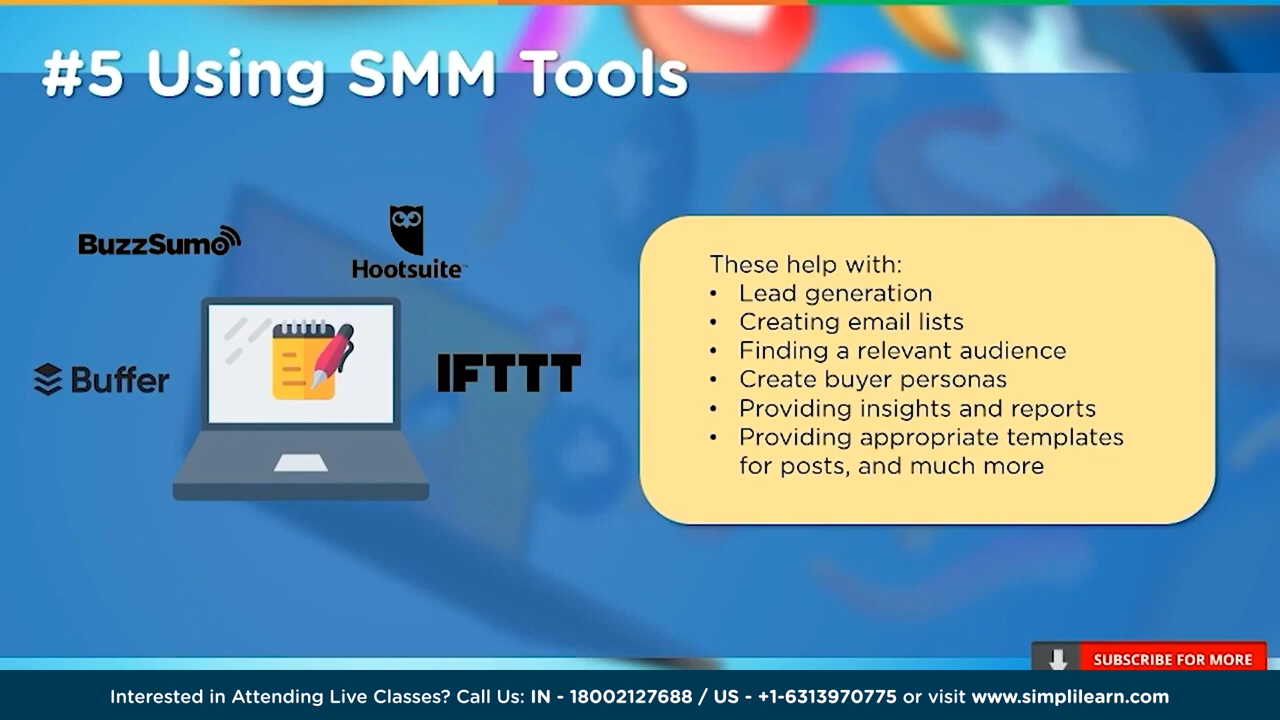 #5 Using SMM Tools
BuzzSumo
Hootsuite™
Buffer
IFTTT
These help with:
• Lead generation
• Creating email lists
• Finding a relevant audience
• Create buyer personas
• Providing insights and reports
• Providing appropriate templates
for posts, and much more
SUBSCRIBE FOR MORE
Interested in Attending Live Classes? Call Us: IN - 18002127688 / US - +1-6313970775 or visit www.simplilearn.com